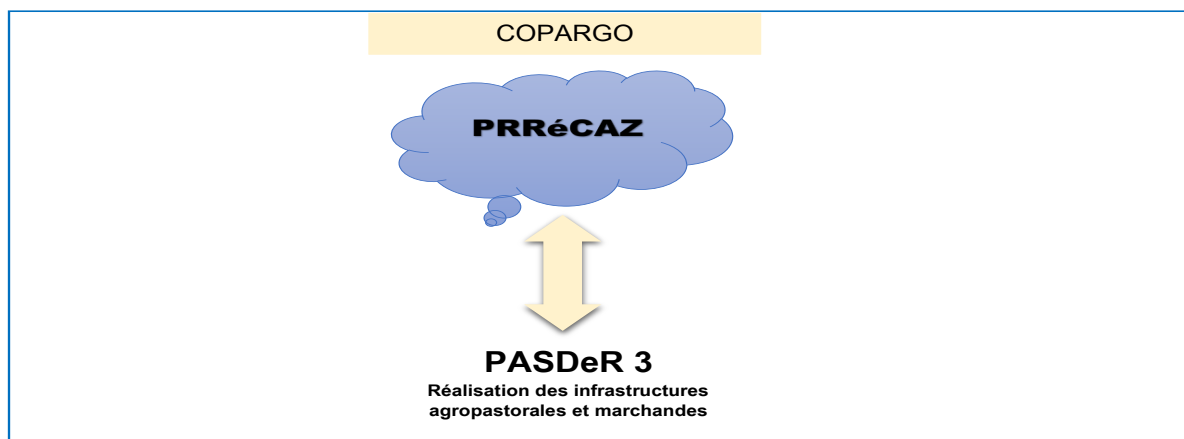 COPARGO
PRRéCAZ
PASDeR 3
Réalisation des infrastructures
agropastorales et marchandes